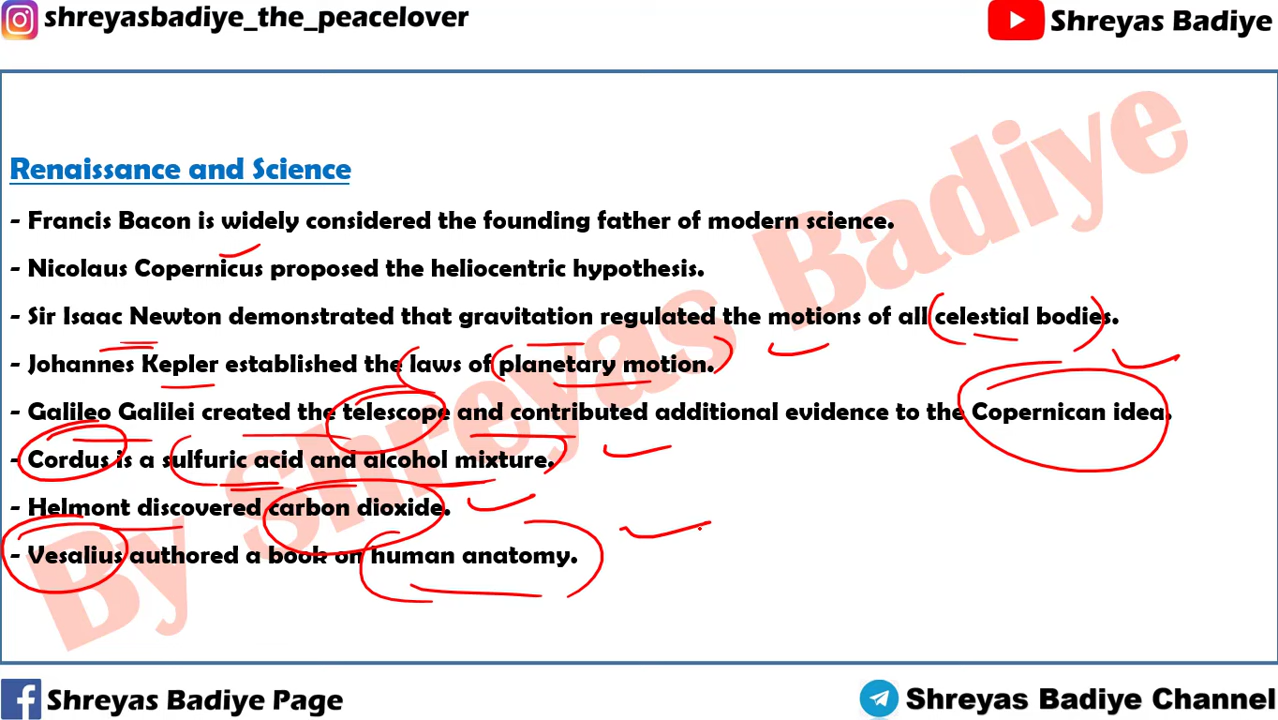 shreyasbadiye_the_peacelover
Shreyas Badiye
Renaissance and Science
- Francis Bacon is widely considered the founding father of modern science.
- Nicolaus Copernicus proposed the heliocentric hypothesis.
- Sir Isaac Newton demonstrated that gravitation regulated the motions of all celestial bodies.
- Johannes Kepler established the laws of planetary motion.
- Galileo Galilei created the telescope and contributed additional evidence to the Copernican idea.
- Cordus is a sulfuric acid and alcohol mixture.
- Helmont discovered carbon dioxide.
- Vesalius authored a book on human anatomy.
By Shreyas Badiye
Shreyas Badiye Page
Shreyas Badiye Channel